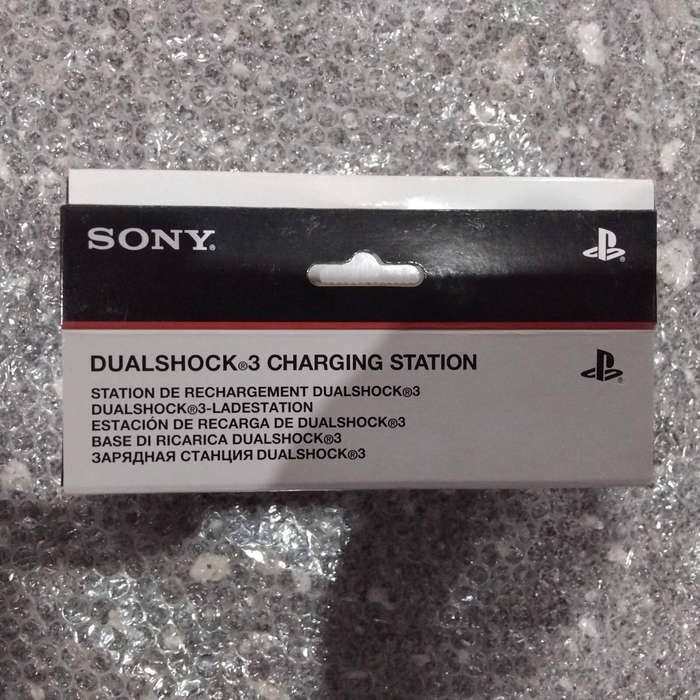 SONY®
DUALSHOCK®3 CHARGING STATION
STATION DE RECHARGEMENT DUALSHOCK®3
DUALSHOCK®3-LADESTATION
ESTACIÓN DE RECARGA DE DUALSHOCK®3
BASE DI RICARICA DUALSHOCK®3
ЗАРЯДНАЯ СТАНЦИЯ DUALSHOCK®3